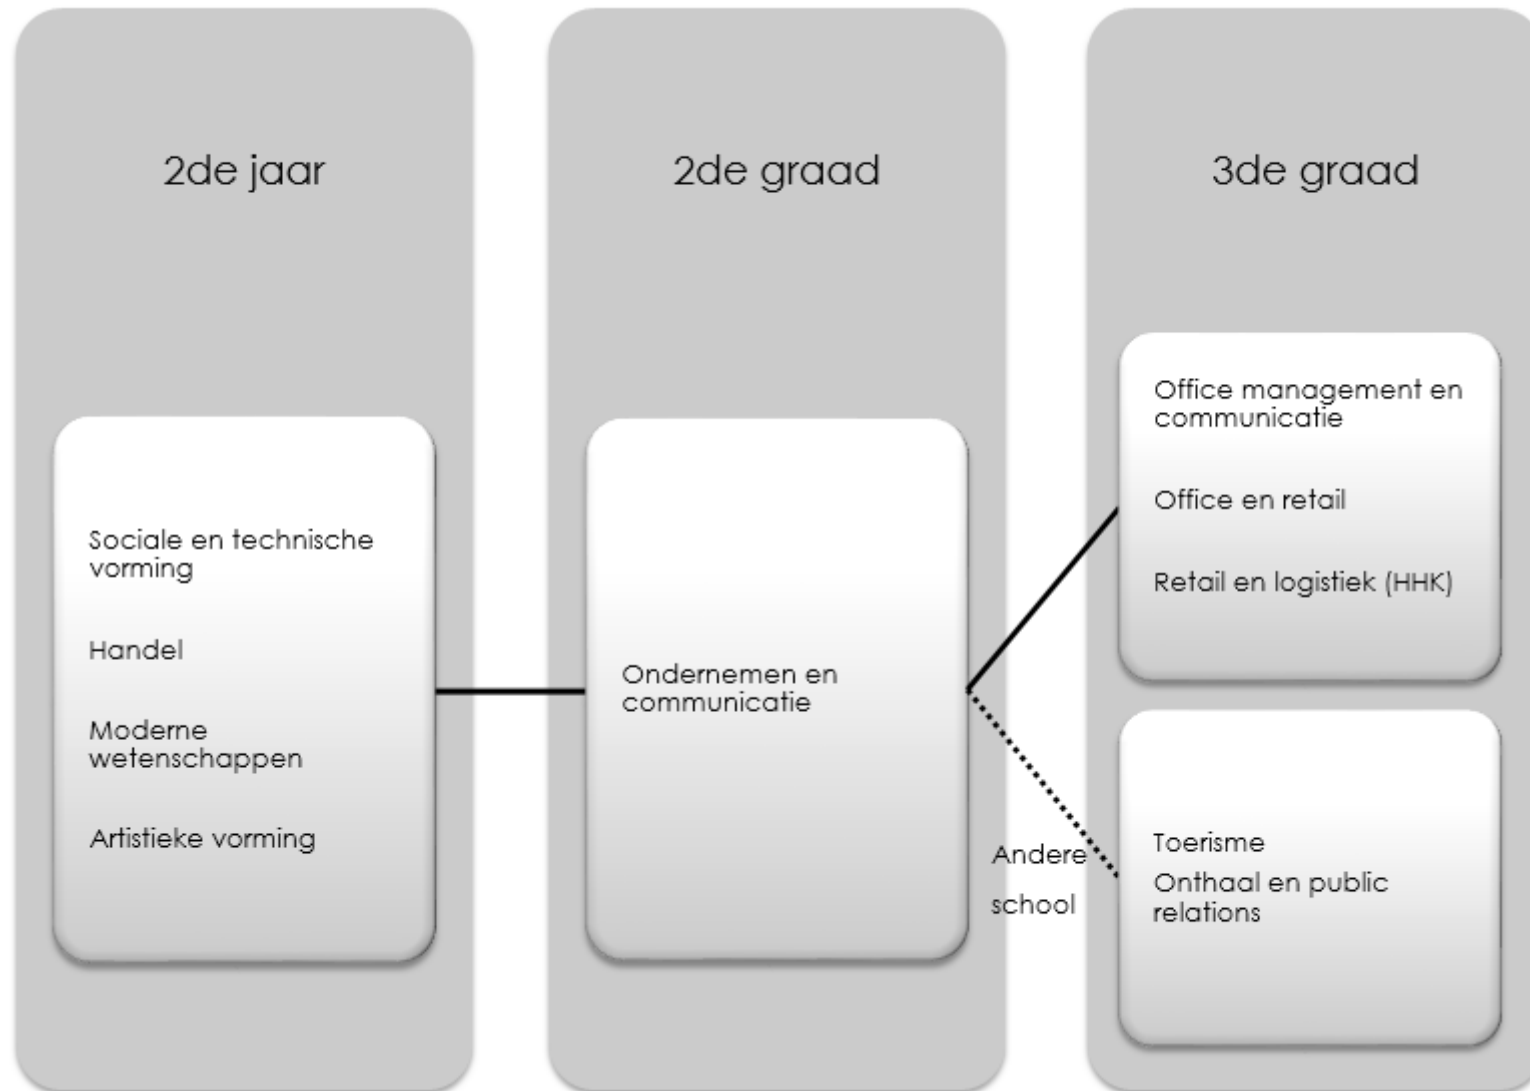 2de jaar
Sociale en technische
vorming
Handel
Moderne
wetenschappen
Artistieke vorming
2de graad
Ondernemen en
communicatie
Andere
school
3de graad
Office management en
communicatie
Office en retail
Retail en logistiek (HHK)
Toerisme
Onthaal en public
relations